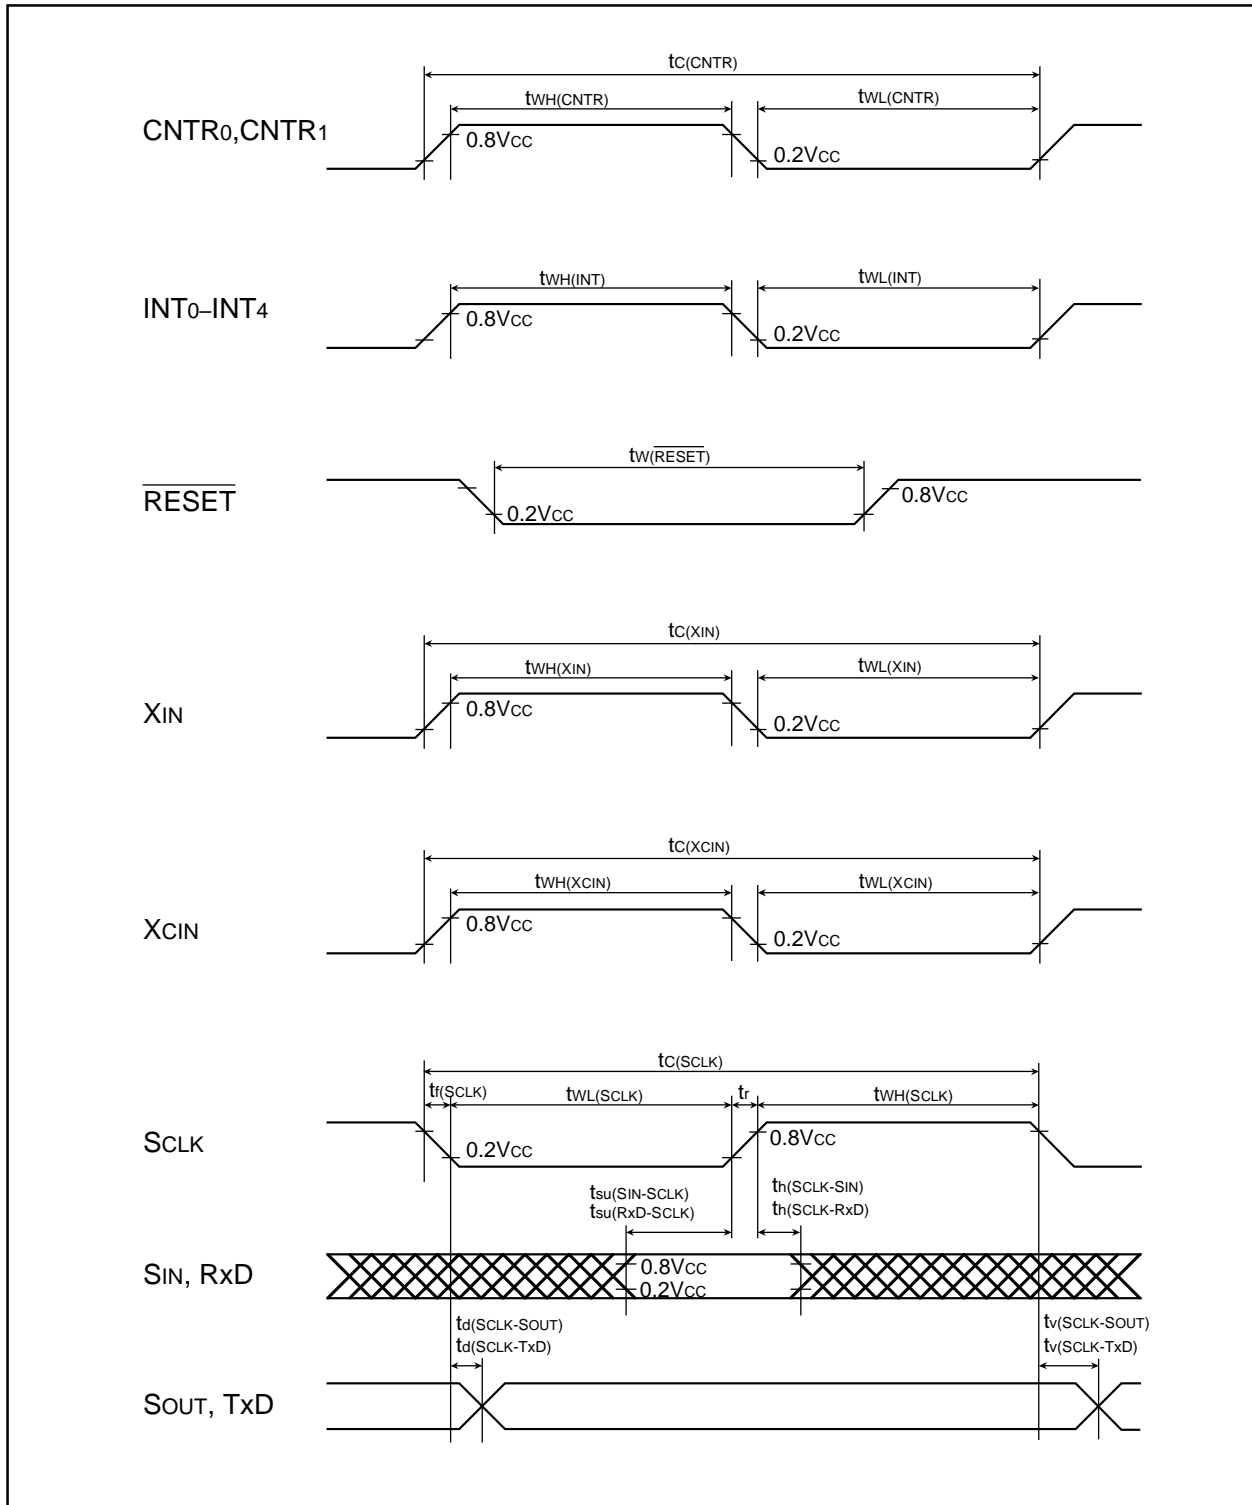 tC(CNTR)
tWH(CNTR) tWL(CNTR)
CNTR0,CNTR1
0.8VCC 0.2VCC
tWH(INT) tWL(INT)
INT0–INT4
0.8VCC 0.2VCC
tW(RESET)
RESET
0.2VCC 0.8VCC
tC(XIN)
tWH(XIN) tWL(XIN)
XIN
0.8VCC 0.2VCC
tC(XCIN)
tWH(XCIN) tWL(XCIN)
XCIN
0.8VCC 0.2VCC
tC(SCLK)
tf(SCLK) tWL(SCLK) tr tWH(SCLK)
SCLK
0.2VCC 0.8VCC
tsu(SIN-SCLK) th(SCLK-SIN)
tsu(RxD-SCLK) th(SCLK-RxD)
SIN, RxD
0.8VCC
0.2VCC
td(SCLK-SOUT) tv(SCLK-SOUT)
td(SCLK-TxD) tv(SCLK-TxD)
SOUT, TxD